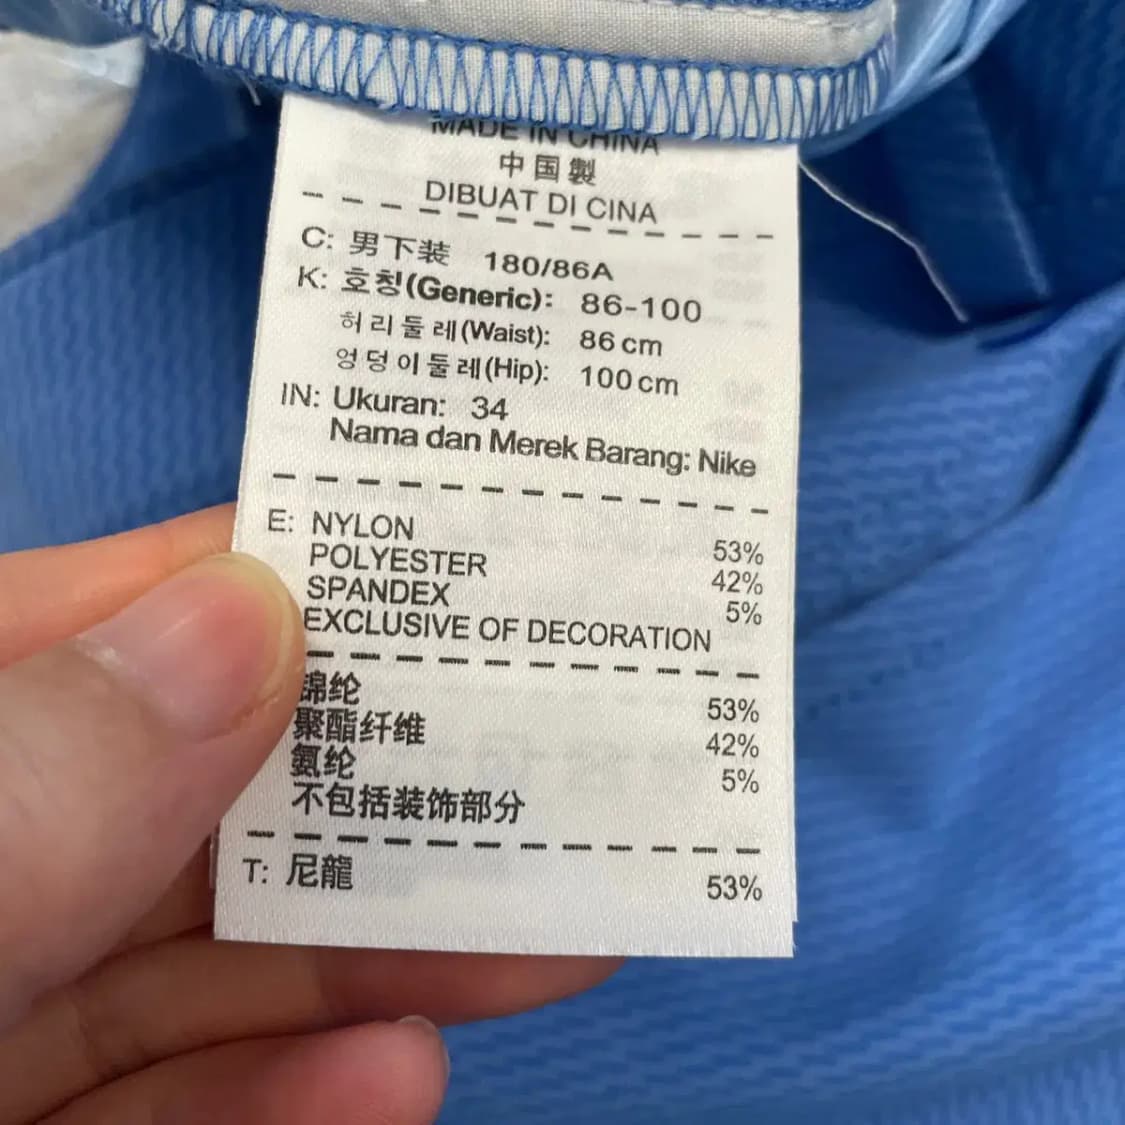 MADE IN CHINA
中国製
DIBUAT DI CINA
C: 男下装 180/86A
K: 호칭(Generic): 86-100
허리둘레(Waist): 86 cm
엉덩이둘레(Hip): 100 cm
IN: Ukuran: 34
Nama dan Merek Barang: Nike
E: NYLON 53%
POLYESTER 42%
SPANDEX 5%
EXCLUSIVE OF DECORATION
锦纶 53%
聚酯纤维 42%
氨纶 5%
不包括装饰部分
T: 尼龍 53%